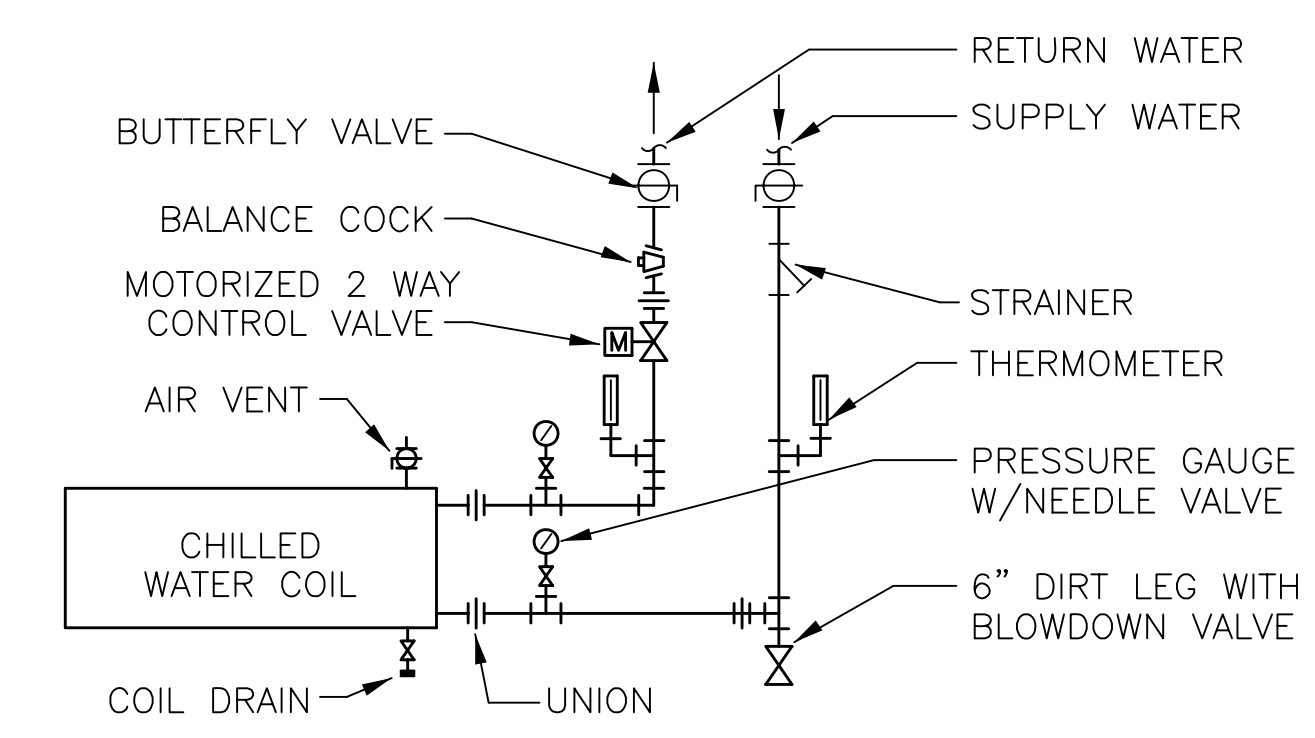 RETURN WATER
SUPPLY WATER
BUTTERFLY VALVE
BALANCE COCK
MOTORIZED 2 WAY
CONTROL VALVE
M
STRAINER
THERMOMETER
AIR VENT
PRESSURE GAUGE
W/NEEDLE VALVE
CHILLED
WATER COIL
6” DIRT LEG WITH
BLOWDOWN VALVE
COIL DRAIN
UNION